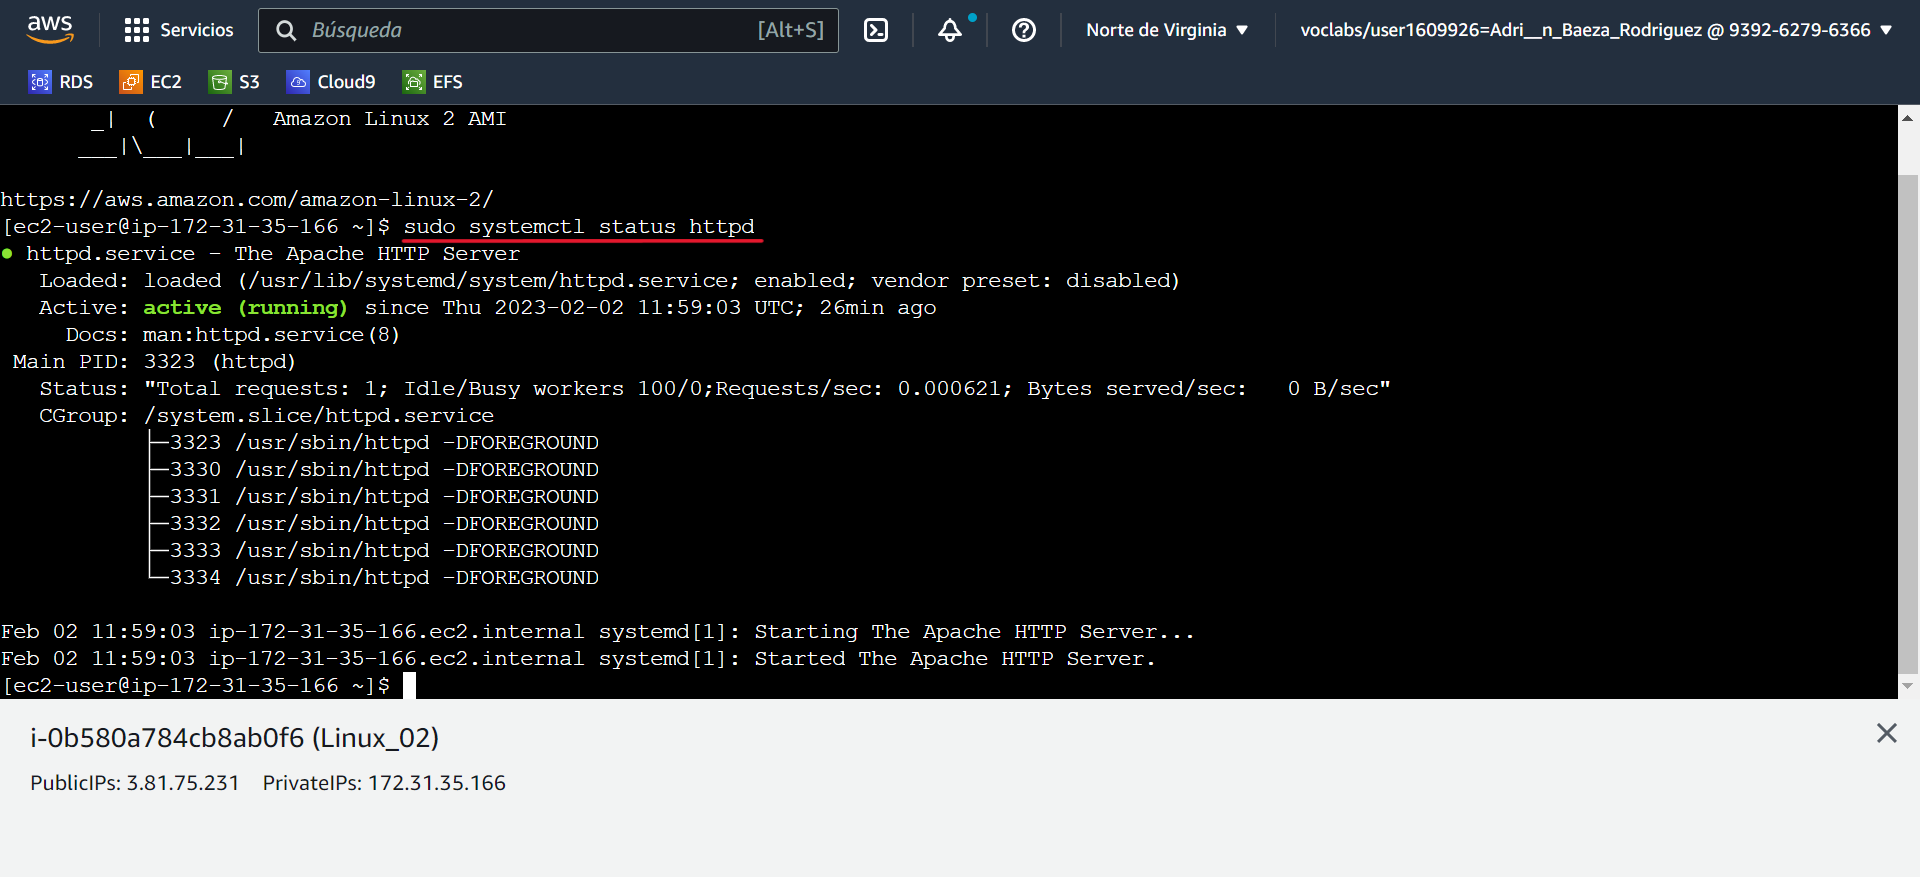 aws
Servicios
Búsqueda [Alt+S]
Norte de Virginia
voclabs/user1609926=Adri__n_Baeza_Rodriguez @ 9392-6279-6366
RDS EC2 S3 Cloud9 EFS
_|  (     /   Amazon Linux 2 AMI
___|\___|___|
https://aws.amazon.com/amazon-linux-2/
[ec2-user@ip-172-31-35-166 ~]$ sudo systemctl status httpd
● httpd.service - The Apache HTTP Server
Loaded: loaded (/usr/lib/systemd/system/httpd.service; enabled; vendor preset: disabled)
Active: active (running) since Thu 2023-02-02 11:59:03 UTC; 26min ago
Docs: man:httpd.service(8)
Main PID: 3323 (httpd)
Status: "Total requests: 1; Idle/Busy workers 100/0;Requests/sec: 0.000621; Bytes served/sec:   0 B/sec"
CGroup: /system.slice/httpd.service
├─3323 /usr/sbin/httpd -DFOREGROUND
├─3330 /usr/sbin/httpd -DFOREGROUND
├─3331 /usr/sbin/httpd -DFOREGROUND
├─3332 /usr/sbin/httpd -DFOREGROUND
├─3333 /usr/sbin/httpd -DFOREGROUND
└─3334 /usr/sbin/httpd -DFOREGROUND
Feb 02 11:59:03 ip-172-31-35-166.ec2.internal systemd[1]: Starting The Apache HTTP Server...
Feb 02 11:59:03 ip-172-31-35-166.ec2.internal systemd[1]: Started The Apache HTTP Server.
[ec2-user@ip-172-31-35-166 ~]$
i-0b580a784cb8ab0f6 (Linux_02)
PublicIPs: 3.81.75.231 PrivateIPs: 172.31.35.166